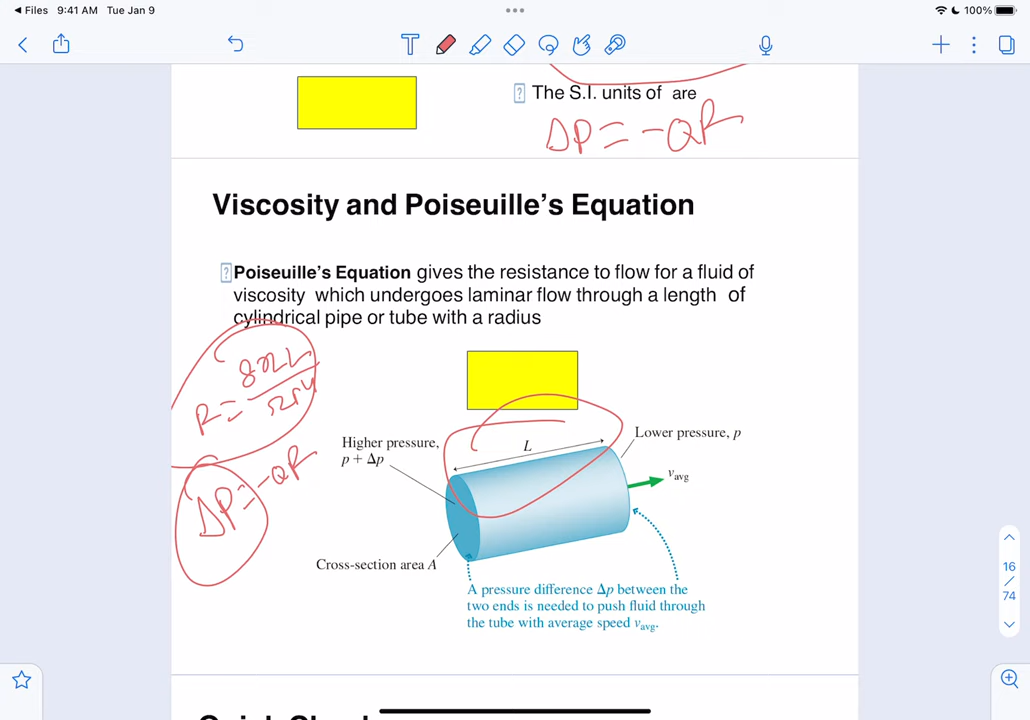 Files 9:41 AM Tue Jan 9
100%
The S.I. units of are
ΔP = -QR
Viscosity and Poiseuille's Equation
Poiseuille's Equation gives the resistance to flow for a fluid of
viscosity which undergoes laminar flow through a length of
cylindrical pipe or tube with a radius
R = 8ηL
πr⁴
ΔP = -QR
Higher pressure,
p + Δp
L
Lower pressure, p
vavg
Cross-section area A
A pressure difference Δp between the
two ends is needed to push fluid through
the tube with average speed vavg.
16
/
74